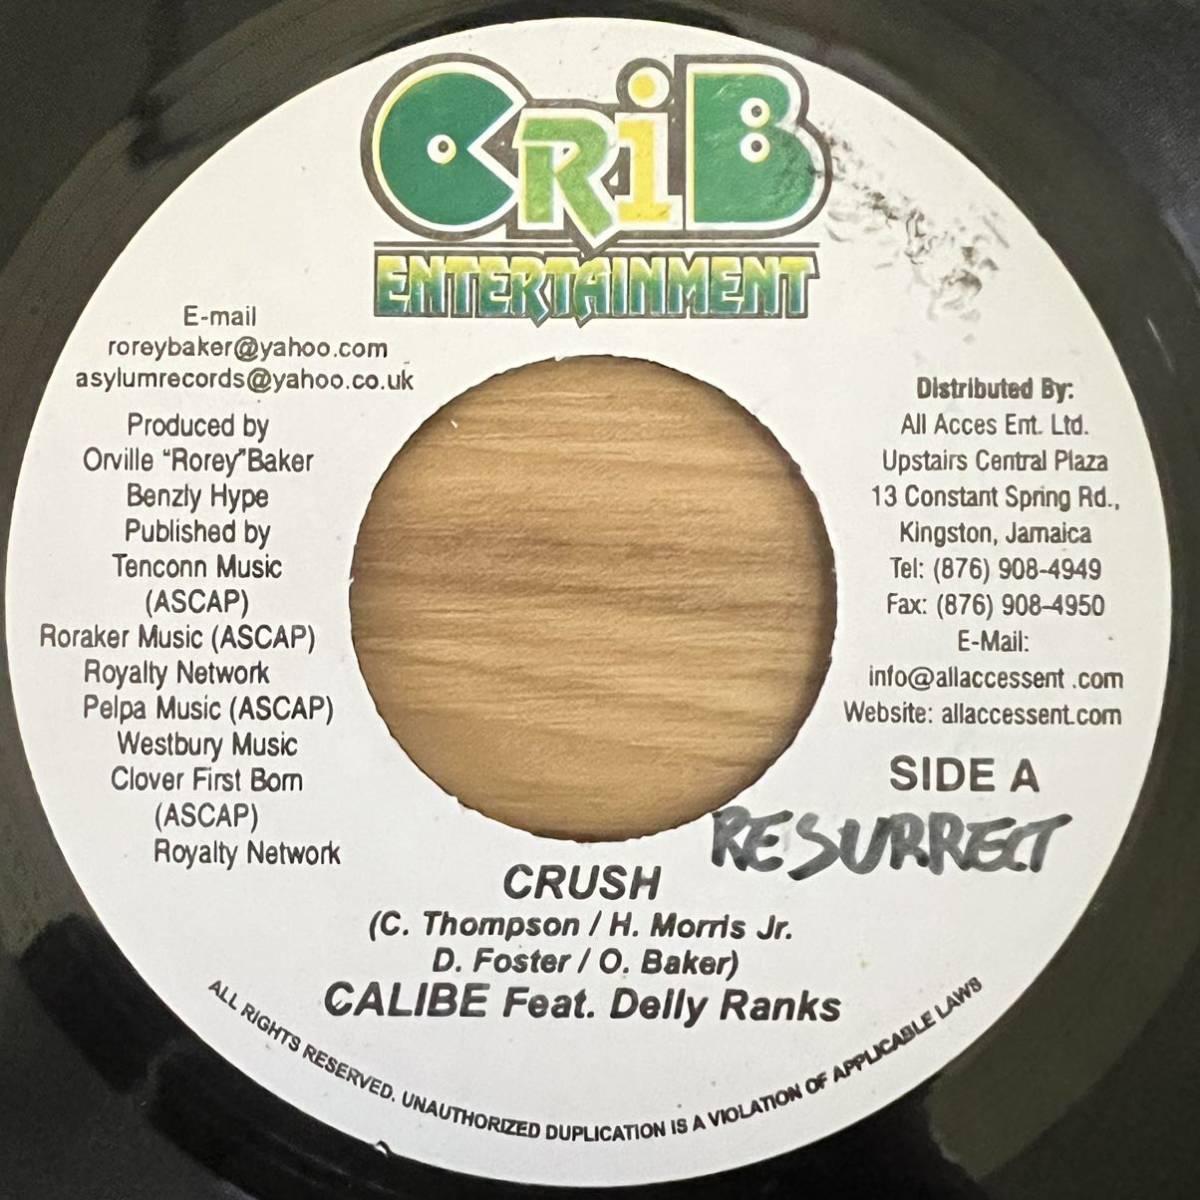 CRiB
ENTERTAINMENT
E-mail
roreybaker@yahoo.com
asylumrecords@yahoo.co.uk
Produced by
Orville “Rorey”Baker
Benzly Hype
Published by
Tenconn Music
(ASCAP)
Roraker Music (ASCAP)
Royalty Network
Pelpa Music (ASCAP)
Westbury Music
Clover First Born
(ASCAP)
Royalty Network
Distributed By:
All Acces Ent. Ltd.
Upstairs Central Plaza
13 Constant Spring Rd.,
Kingston, Jamaica
Tel: (876) 908-4949
Fax: (876) 908-4950
E-Mail:
info@allaccessent .com
Website: allaccessent.com
SIDE A
RESURRECT
CRUSH
(C. Thompson / H. Morris Jr.
D. Foster / O. Baker)
CALIBE Feat. Delly Ranks
ALL RIGHTS RESERVED. UNAUTHORIZED DUPLICATION IS A VIOLATION OF APPLICABLE LAWS